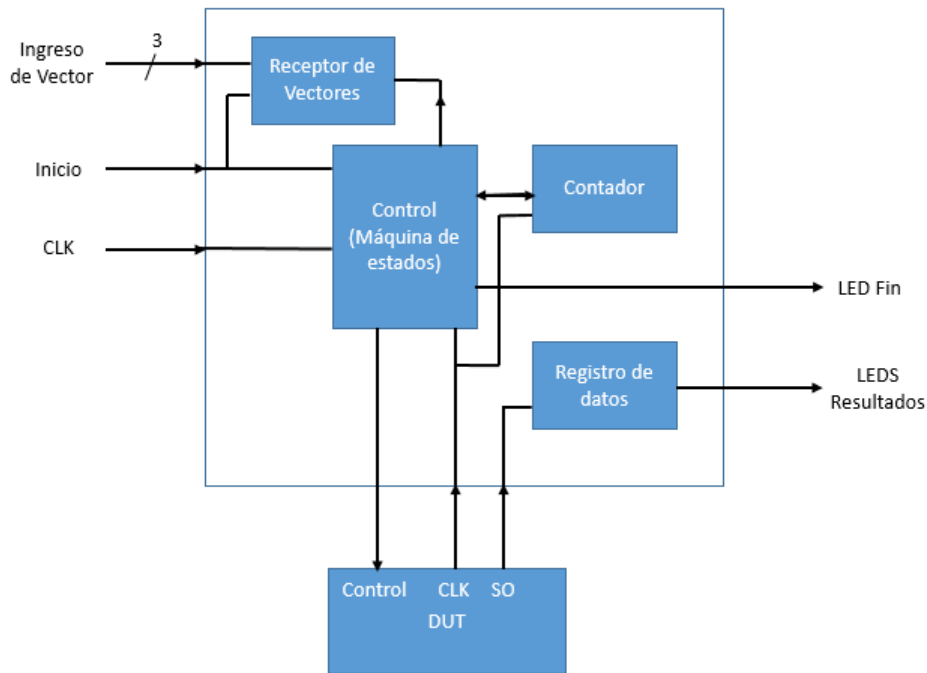 3
Ingreso
de Vector
Receptor de
Vectores
Inicio
Control
(Máquina de
estados)
Contador
CLK
LED Fin
Registro de
datos
LEDS
Resultados
Control CLK SO
DUT